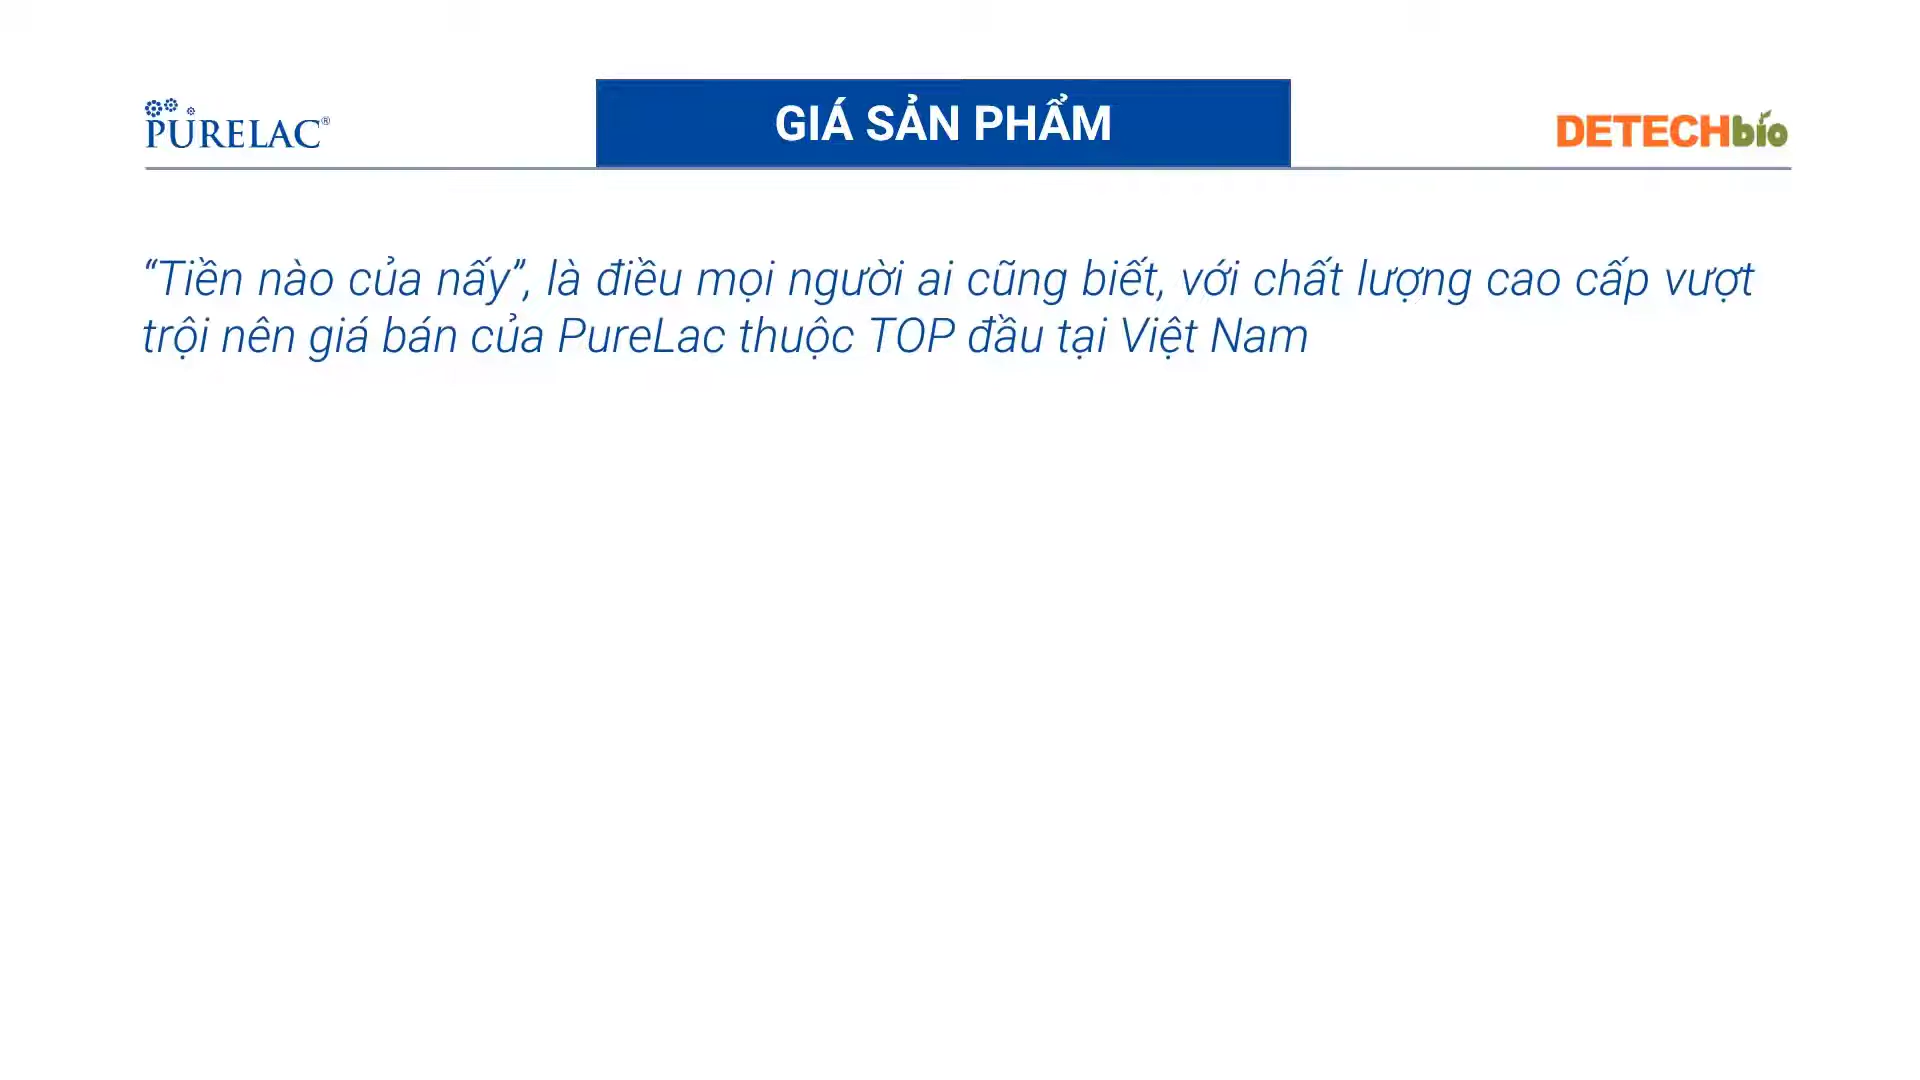 PURELAC®
GIÁ SẢN PHẨM
DETECHbio
“Tiền nào của nấy”, là điều mọi người ai cũng biết, với chất lượng cao cấp vượt
trội nên giá bán của PureLac thuộc TOP đầu tại Việt Nam